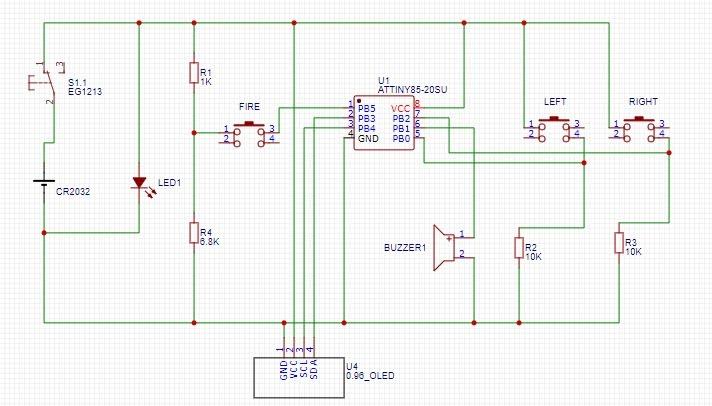 1
3
2
S1.1
EG1213
CR2032
LED1
R1
1K
R4
6.8K
FIRE
1
2
3
4
U1
ATTINY85-20SU
1
2
3
4
PB5
PB3
PB4
GND
VCC
PB2
PB1
PB0
8
7
6
5
LEFT
1
2
3
4
RIGHT
1
2
3
4
BUZZER1
+
1
2
R2
10K
R3
10K
1
2
3
4
GND
VCC
SCL
SDA
U4
0.96_OLED